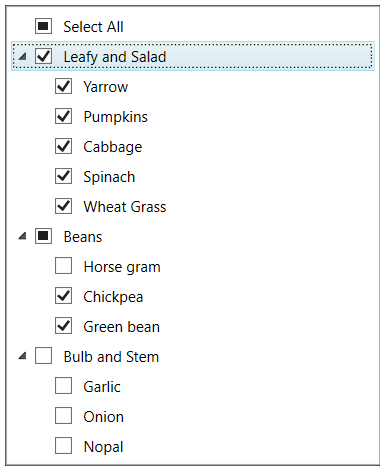 Select All
Leafy and Salad
Yarrow
Pumpkins
Cabbage
Spinach
Wheat Grass
Beans
Horse gram
Chickpea
Green bean
Bulb and Stem
Garlic
Onion
Nopal